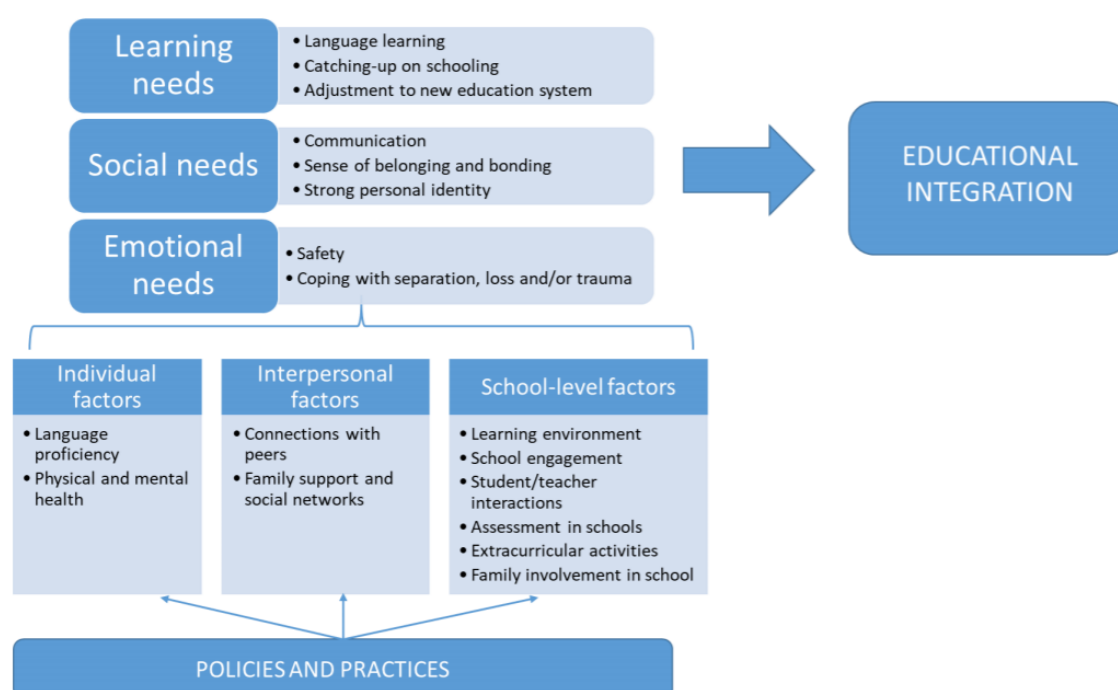 Learning
needs
• Language learning
• Catching-up on schooling
• Adjustment to new education system
Social needs
• Communication
• Sense of belonging and bonding
• Strong personal identity
Emotional
needs
• Safety
• Coping with separation, loss and/or trauma
EDUCATIONAL
INTEGRATION
Individual
factors
• Language
proficiency
• Physical and mental
health
Interpersonal
factors
• Connections with
peers
• Family support and
social networks
School-level factors
• Learning environment
• School engagement
• Student/teacher
interactions
• Assessment in schools
• Extracurricular activities
• Family involvement in school
POLICIES AND PRACTICES